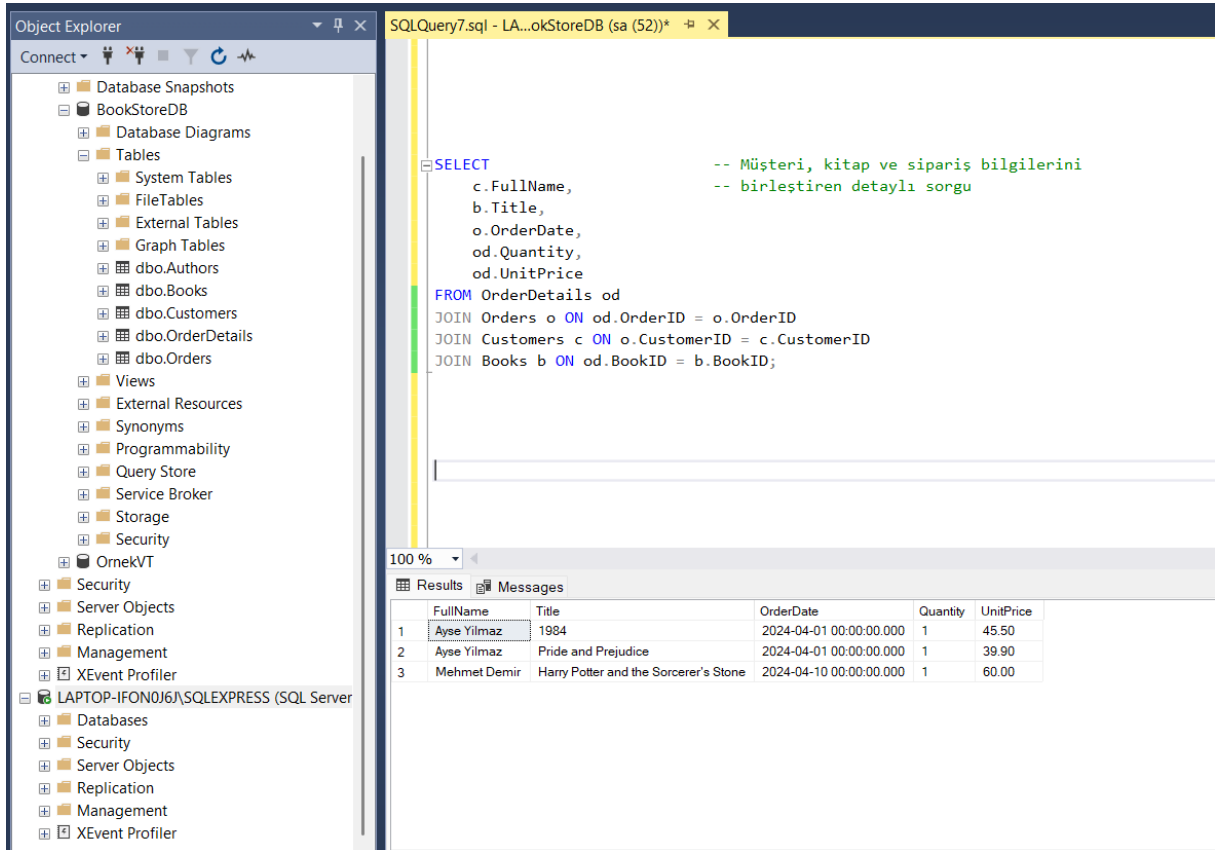 Object Explorer
Connect
Database Snapshots
BookStoreDB
Database Diagrams
Tables
System Tables
FileTables
External Tables
Graph Tables
dbo.Authors
dbo.Books
dbo.Customers
dbo.OrderDetails
dbo.Orders
Views
External Resources
Synonyms
Programmability
Query Store
Service Broker
Storage
Security
OrnekVT
Security
Server Objects
Replication
Management
XEvent Profiler
LAPTOP-IFON0J6J\SQLEXPRESS (SQL Server
Databases
Security
Server Objects
Replication
Management
XEvent Profiler
SQLQuery7.sql - LA...okStoreDB (sa (52))*
SELECT -- Müşteri, kitap ve sipariş bilgilerini
c.FullName, -- birleştiren detaylı sorgu
b.Title,
o.OrderDate,
od.Quantity,
od.UnitPrice
FROM OrderDetails od
JOIN Orders o ON od.OrderID = o.OrderID
JOIN Customers c ON o.CustomerID = c.CustomerID
JOIN Books b ON od.BookID = b.BookID;
100 %
Results Messages
FullName Title OrderDate Quantity UnitPrice
1 Ayse Yilmaz 1984 2024-04-01 00:00:00.000 1 45.50
2 Ayse Yilmaz Pride and Prejudice 2024-04-01 00:00:00.000 1 39.90
3 Mehmet Demir Harry Potter and the Sorcerer's Stone 2024-04-10 00:00:00.000 1 60.00